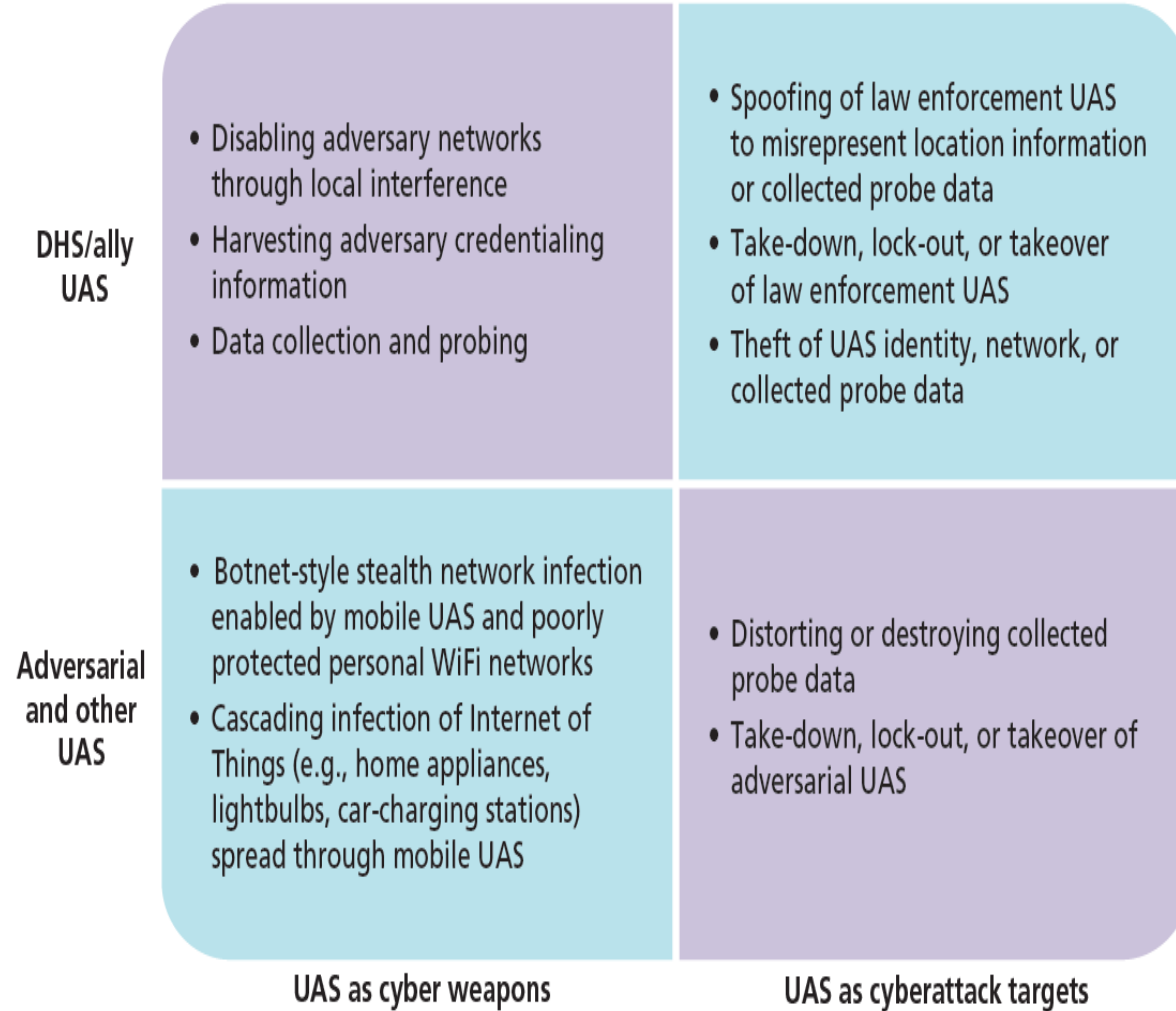 DHS/ally
UAS
• Disabling adversary networks
through local interference
• Harvesting adversary credentialing
information
• Data collection and probing
• Spoofing of law enforcement UAS
to misrepresent location information
or collected probe data
• Take-down, lock-out, or takeover
of law enforcement UAS
• Theft of UAS identity, network, or
collected probe data
Adversarial
and other
UAS
• Botnet-style stealth network infection
enabled by mobile UAS and poorly
protected personal WiFi networks
• Cascading infection of Internet of
Things (e.g., home appliances,
lightbulbs, car-charging stations)
spread through mobile UAS
• Distorting or destroying collected
probe data
• Take-down, lock-out, or takeover of
adversarial UAS
UAS as cyber weapons
UAS as cyberattack targets